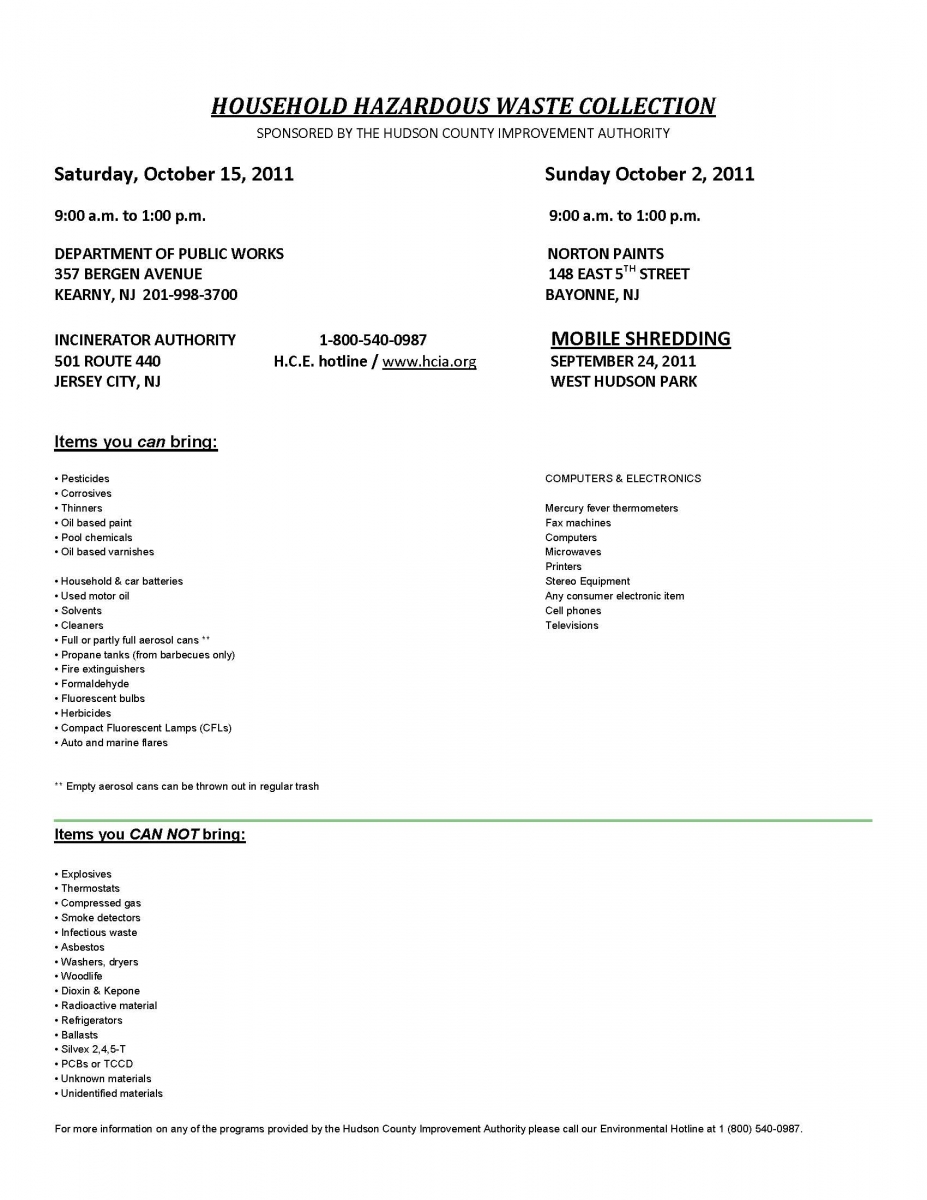 HOUSEHOLD HAZARDOUS WASTE COLLECTION
SPONSORED BY THE HUDSON COUNTY IMPROVEMENT AUTHORITY
Saturday, October 15, 2011
9:00 a.m. to 1:00 p.m.
DEPARTMENT OF PUBLIC WORKS
357 BERGEN AVENUE
KEARNY, NJ 201-998-3700
Sunday October 2, 2011
9:00 a.m. to 1:00 p.m.
NORTON PAINTS
148 EAST 5TH STREET
BAYONNE, NJ
INCINERATOR AUTHORITY
501 ROUTE 440
JERSEY CITY, NJ
1-800-540-0987
H.C.E. hotline / www.hcia.org
MOBILE SHREDDING
SEPTEMBER 24, 2011
WEST HUDSON PARK
Items you can bring:
• Pesticides
• Corrosives
• Thinners
• Oil based paint
• Pool chemicals
• Oil based varnishes
• Household & car batteries
• Used motor oil
• Solvents
• Cleaners
• Full or partly full aerosol cans **
• Propane tanks (from barbecues only)
• Fire extinguishers
• Formaldehyde
• Fluorescent bulbs
• Herbicides
• Compact Fluorescent Lamps (CFLs)
• Auto and marine flares
COMPUTERS & ELECTRONICS
Mercury fever thermometers
Fax machines
Computers
Microwaves
Printers
Stereo Equipment
Any consumer electronic item
Cell phones
Televisions
** Empty aerosol cans can be thrown out in regular trash
Items you CAN NOT bring:
• Explosives
• Thermostats
• Compressed gas
• Smoke detectors
• Infectious waste
• Asbestos
• Washers, dryers
• Woodlife
• Dioxin & Kepone
• Radioactive material
• Refrigerators
• Ballasts
• Silvex 2,4,5-T
• PCBs or TCCD
• Unknown materials
• Unidentified materials
For more information on any of the programs provided by the Hudson County Improvement Authority please call our Environmental Hotline at 1 (800) 540-0987.